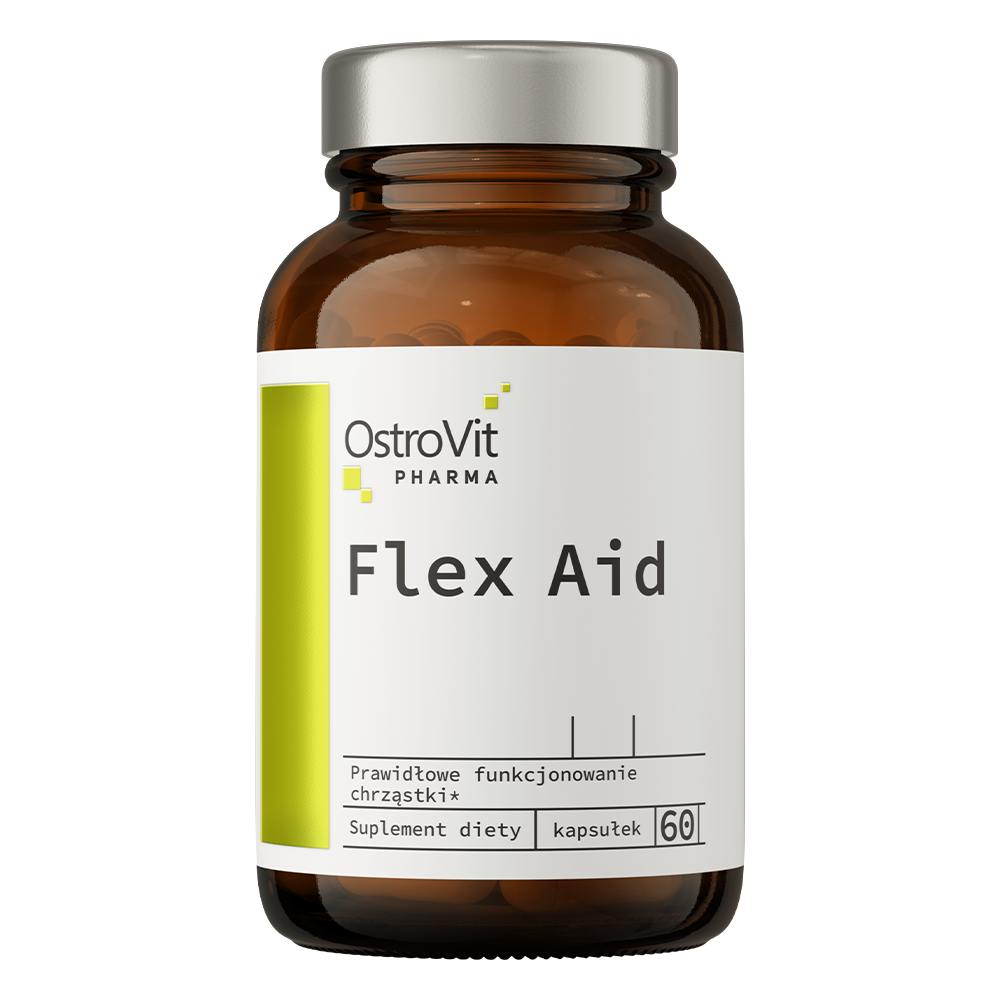 OstroVit
PHARMA
Flex Aid
Prawidłowe funkcjonowanie
chrząstki*
Suplement diety kapsułek 60